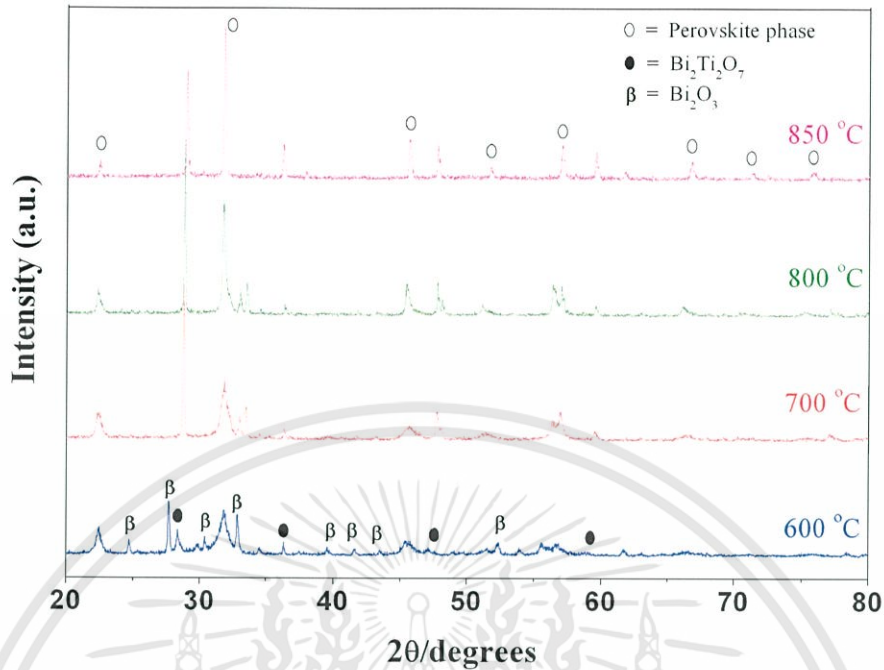 ○ = Perovskite phase
● = Bi₂Ti₂O₇
β = Bi₂O₃
850 °C
800 °C
700 °C
600 °C
β β β β β β β β
Intensity (a.u.)
20 30 40 50 60 70 80
2θ/degrees